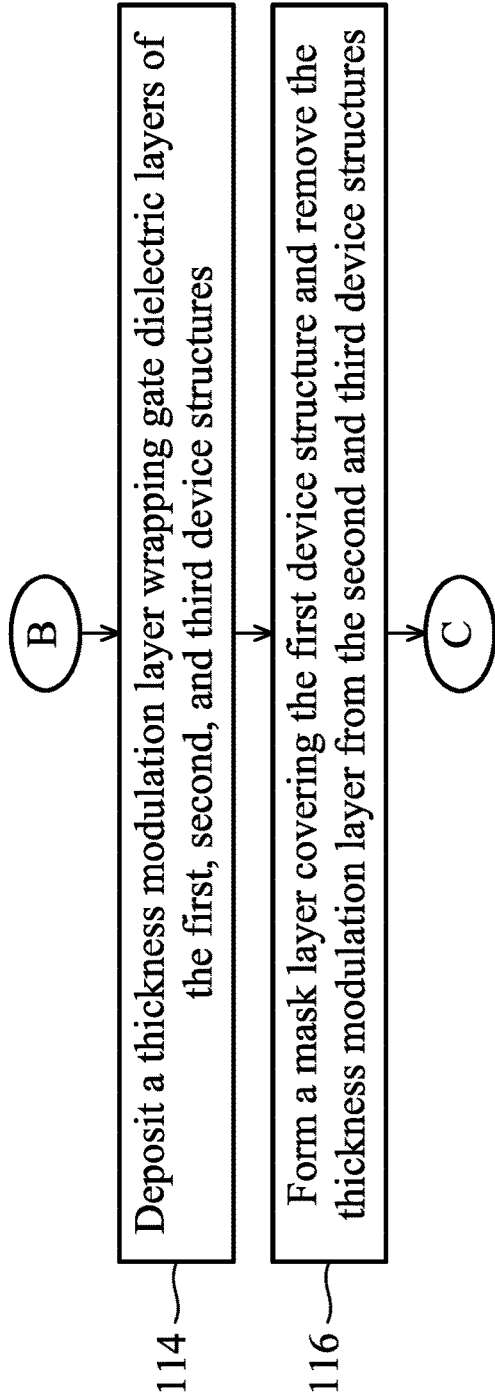 B
114
Deposit a thickness modulation layer wrapping gate dielectric layers of
the first, second, and third device structures
116
Form a mask layer covering the first device structure and remove the
thickness modulation layer from the second and third device structures
C